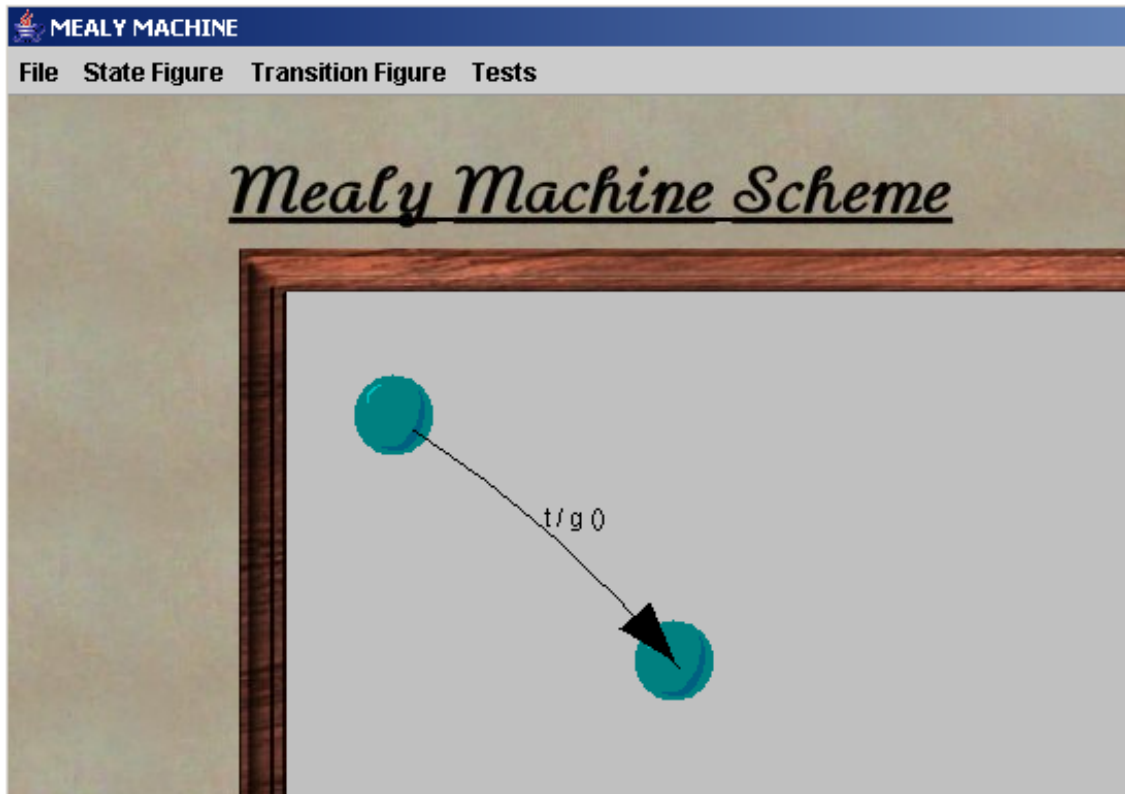 MEALY MACHINE
File State Figure Transition Figure Tests
Mealy Machine Scheme
t / g ()